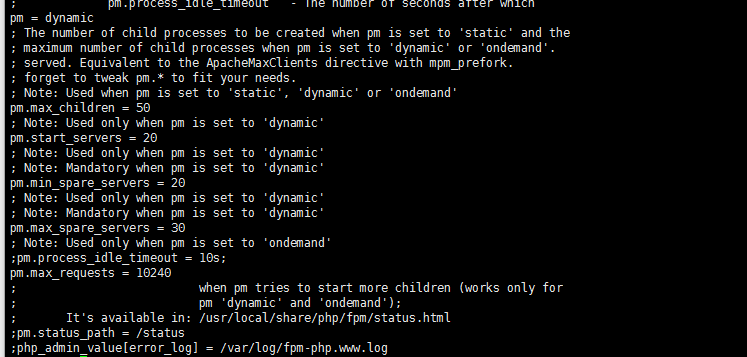 ;             pm.process_idle_timeout   - The number of seconds after which
pm = dynamic
; The number of child processes to be created when pm is set to 'static' and the
; maximum number of child processes when pm is set to 'dynamic' or 'ondemand'.
; served. Equivalent to the ApacheMaxClients directive with mpm_prefork.
; forget to tweak pm.* to fit your needs.
; Note: Used when pm is set to 'static', 'dynamic' or 'ondemand'
pm.max_children = 50
; Note: Used only when pm is set to 'dynamic'
pm.start_servers = 20
; Note: Used only when pm is set to 'dynamic'
; Note: Mandatory when pm is set to 'dynamic'
pm.min_spare_servers = 20
; Note: Used only when pm is set to 'dynamic'
; Note: Mandatory when pm is set to 'dynamic'
pm.max_spare_servers = 30
; Note: Used only when pm is set to 'ondemand'
;pm.process_idle_timeout = 10s;
pm.max_requests = 10240
;                          when pm tries to start more children (works only for
;                          pm 'dynamic' and 'ondemand');
;       It's available in: /usr/local/share/php/fpm/status.html
;pm.status_path = /status
;php_admin_value[error_log] = /var/log/fpm-php.www.log